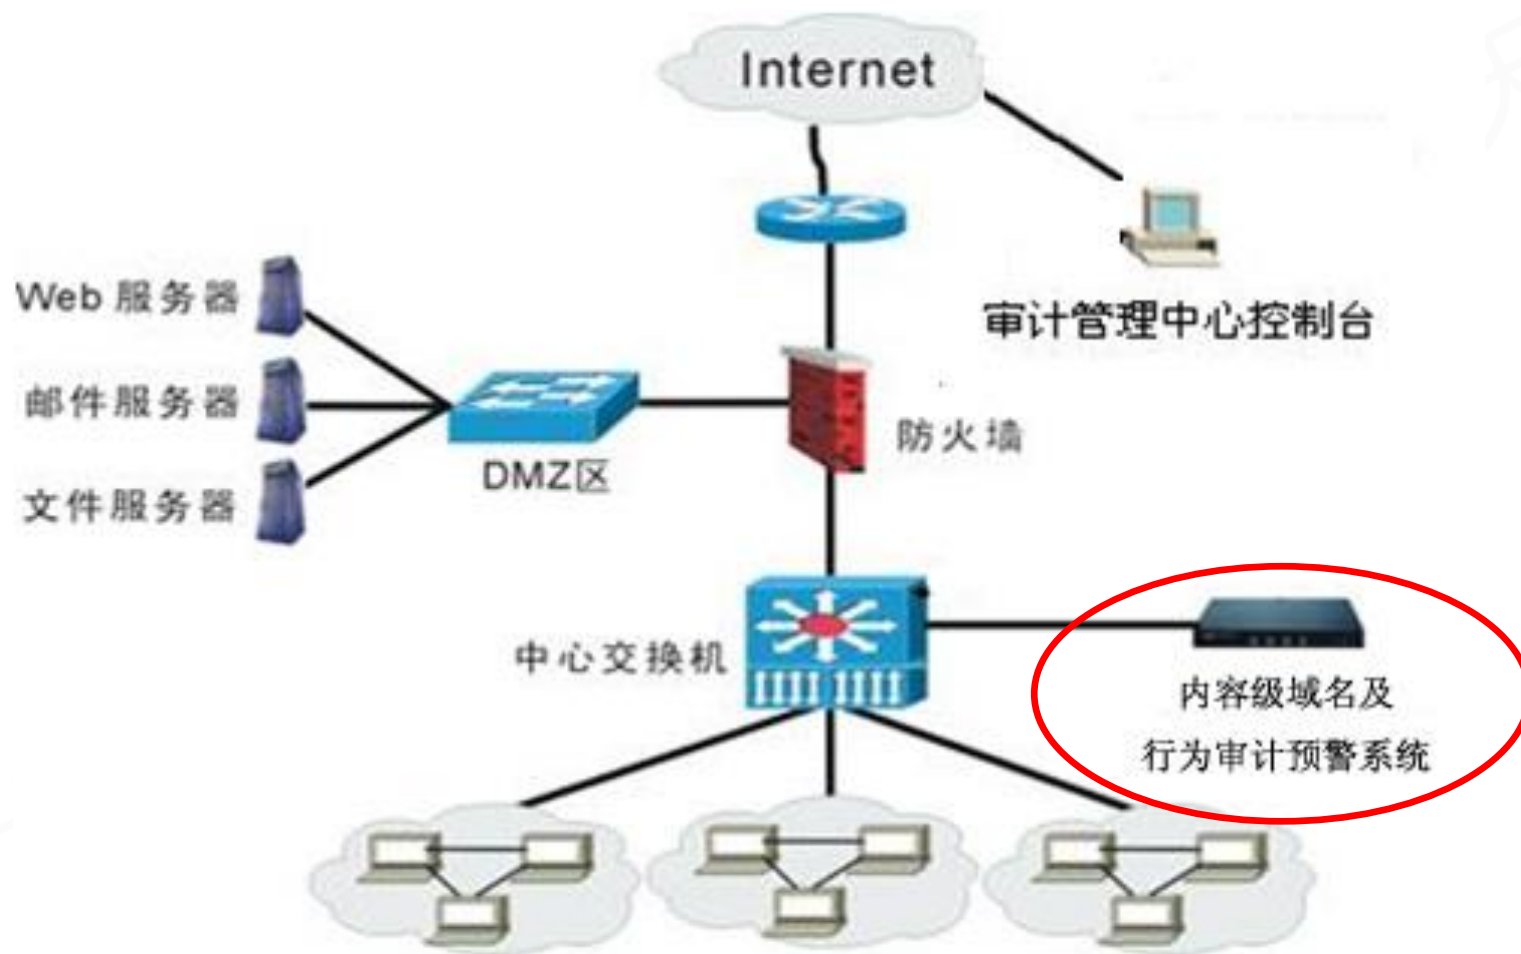 Internet
审计管理中心控制台
Web 服务器
邮件服务器
文件服务器
DMZ区
防火墙
中心交换机
内容级域名及
行为审计预警系统